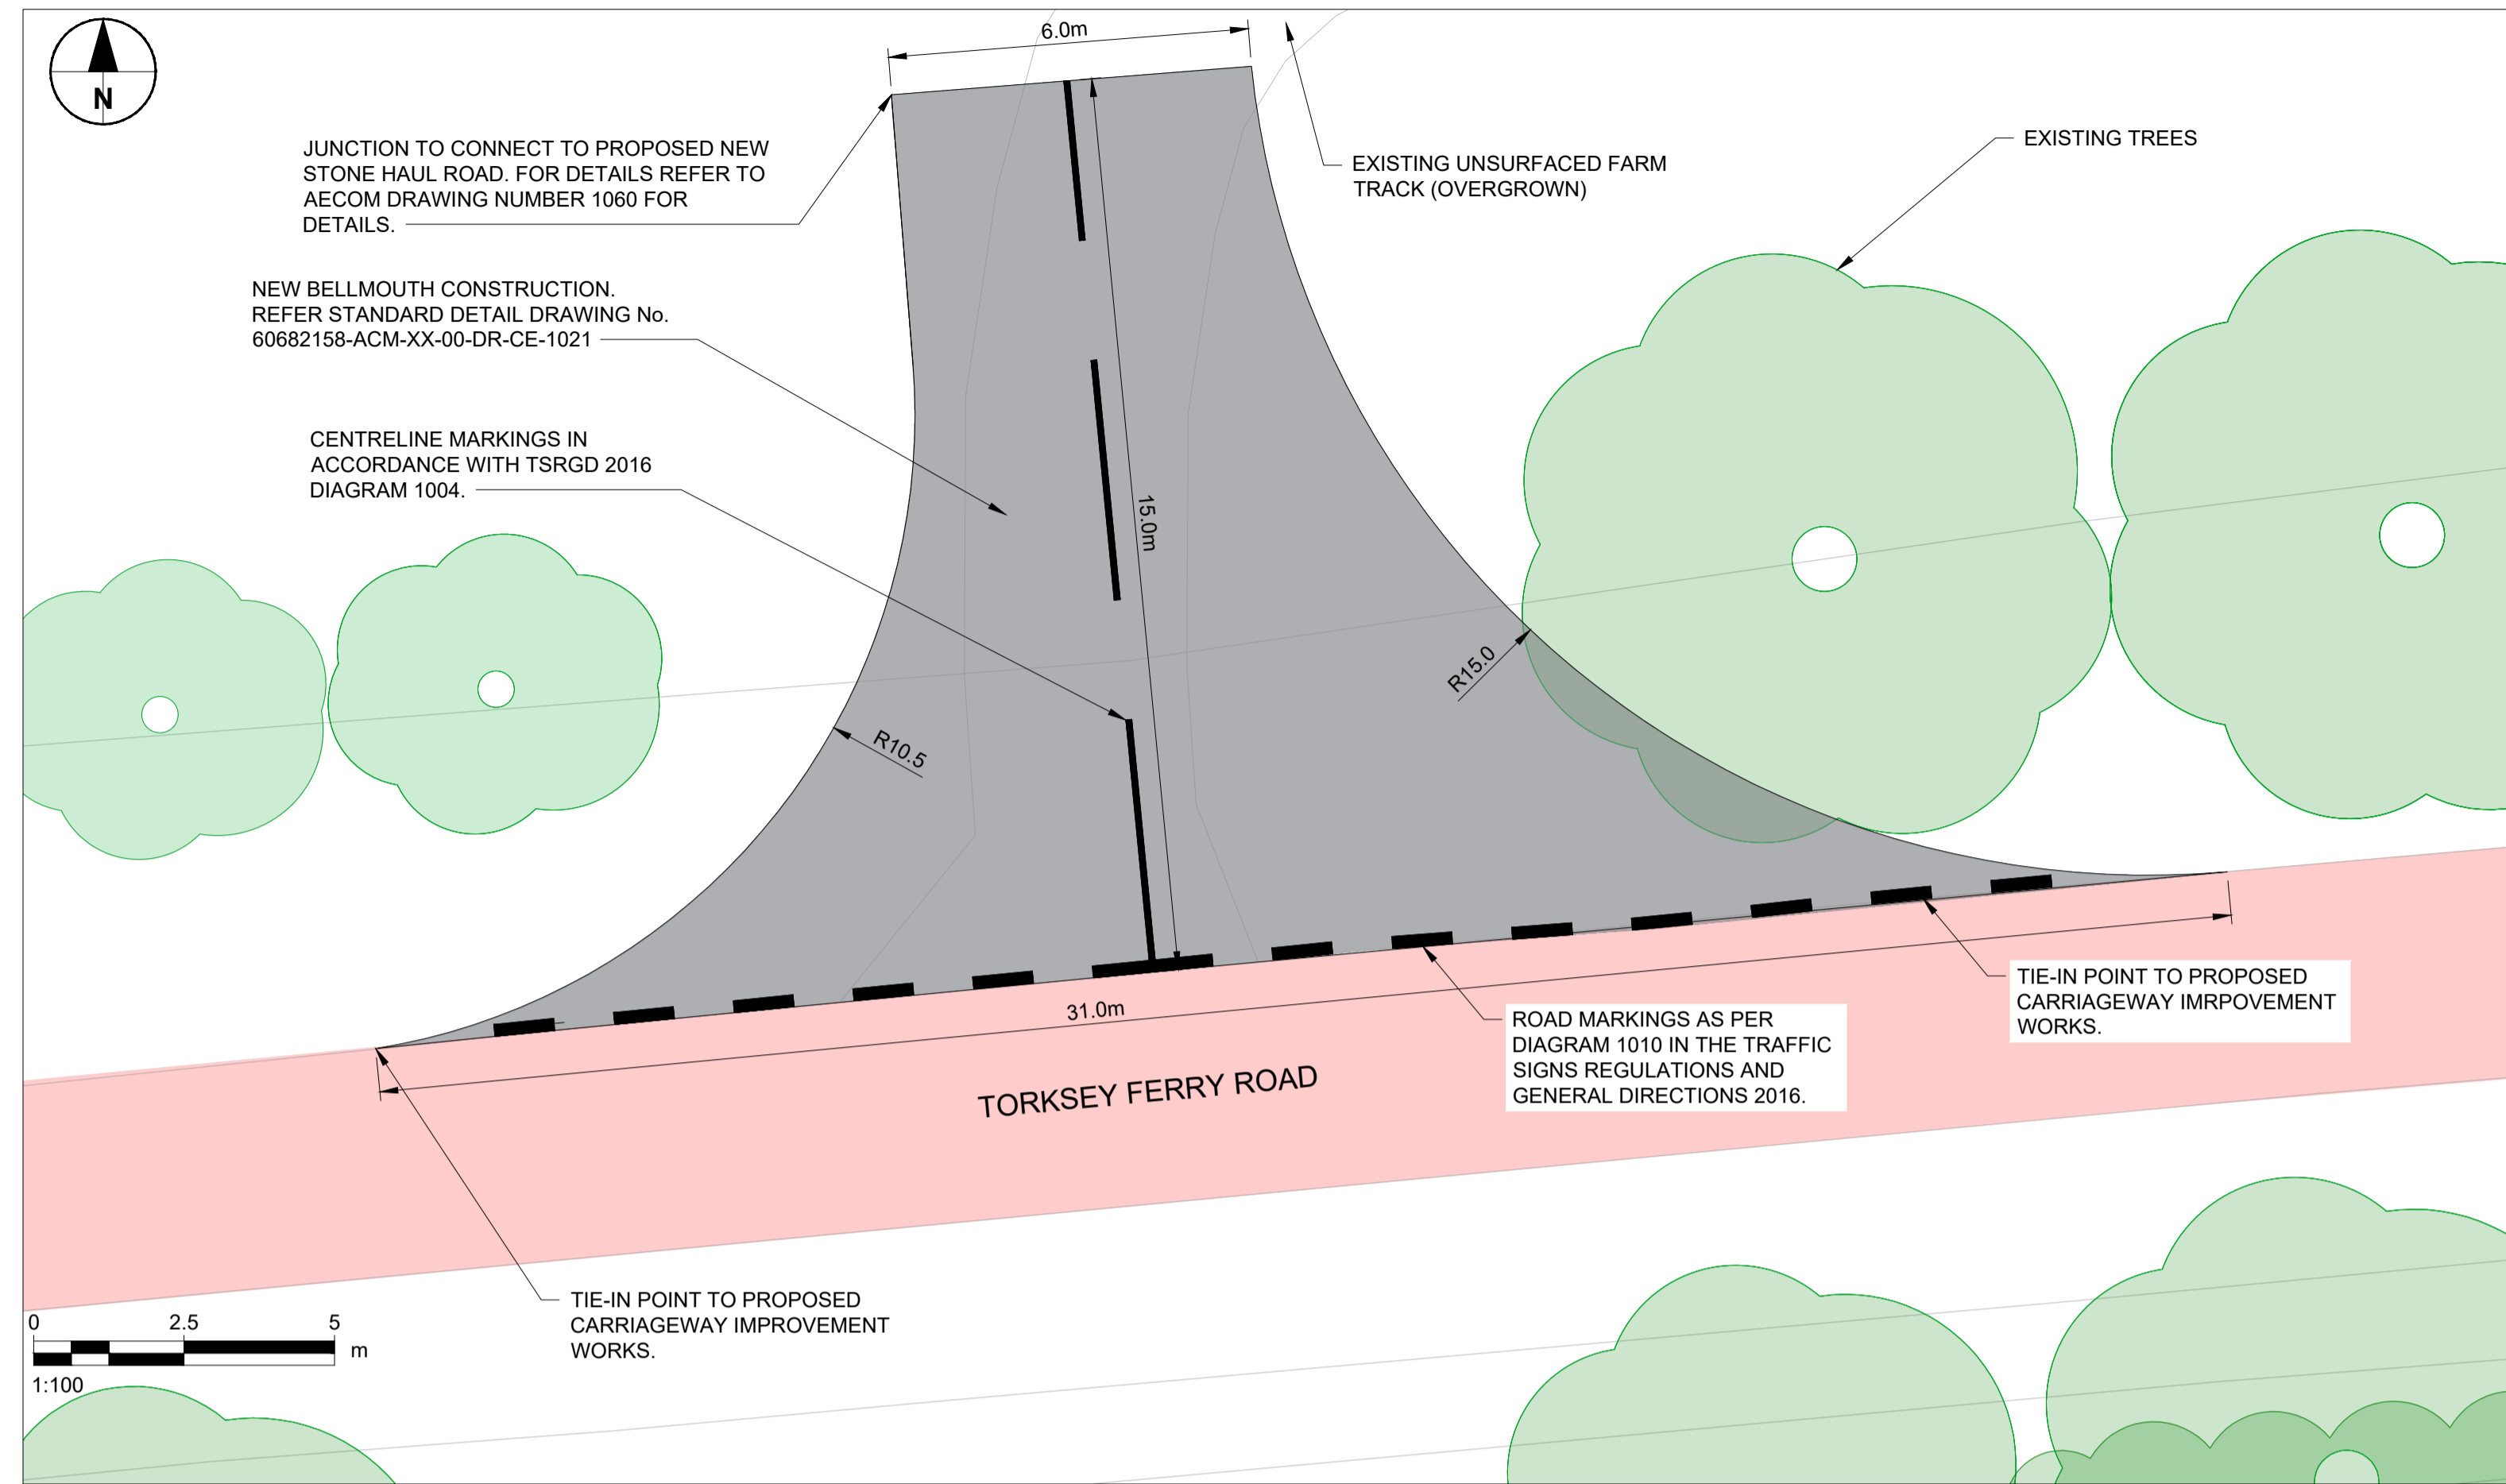 6.0m
N
JUNCTION TO CONNECT TO PROPOSED NEW
STONE HAUL ROAD. FOR DETAILS REFER TO
AECOM DRAWING NUMBER 1060 FOR
DETAILS.
EXISTING UNSURFACED FARM
TRACK (OVERGROWN)
EXISTING TREES
NEW BELLMOUTH CONSTRUCTION.
REFER STANDARD DETAIL DRAWING No.
60682158-ACM-XX-00-DR-CE-1021
CENTRELINE MARKINGS IN
ACCORDANCE WITH TSRGD 2016
DIAGRAM 1004.
15.0m
R15.0
R10.5
31.0m
TORKSEY FERRY ROAD
TIE-IN POINT TO PROPOSED
CARRIAGEWAY IMRPOVEMENT
WORKS.
ROAD MARKINGS AS PER
DIAGRAM 1010 IN THE TRAFFIC
SIGNS REGULATIONS AND
GENERAL DIRECTIONS 2016.
TIE-IN POINT TO PROPOSED
CARRIAGEWAY IMPROVEMENT
WORKS.
0 2.5 5
m
1:100